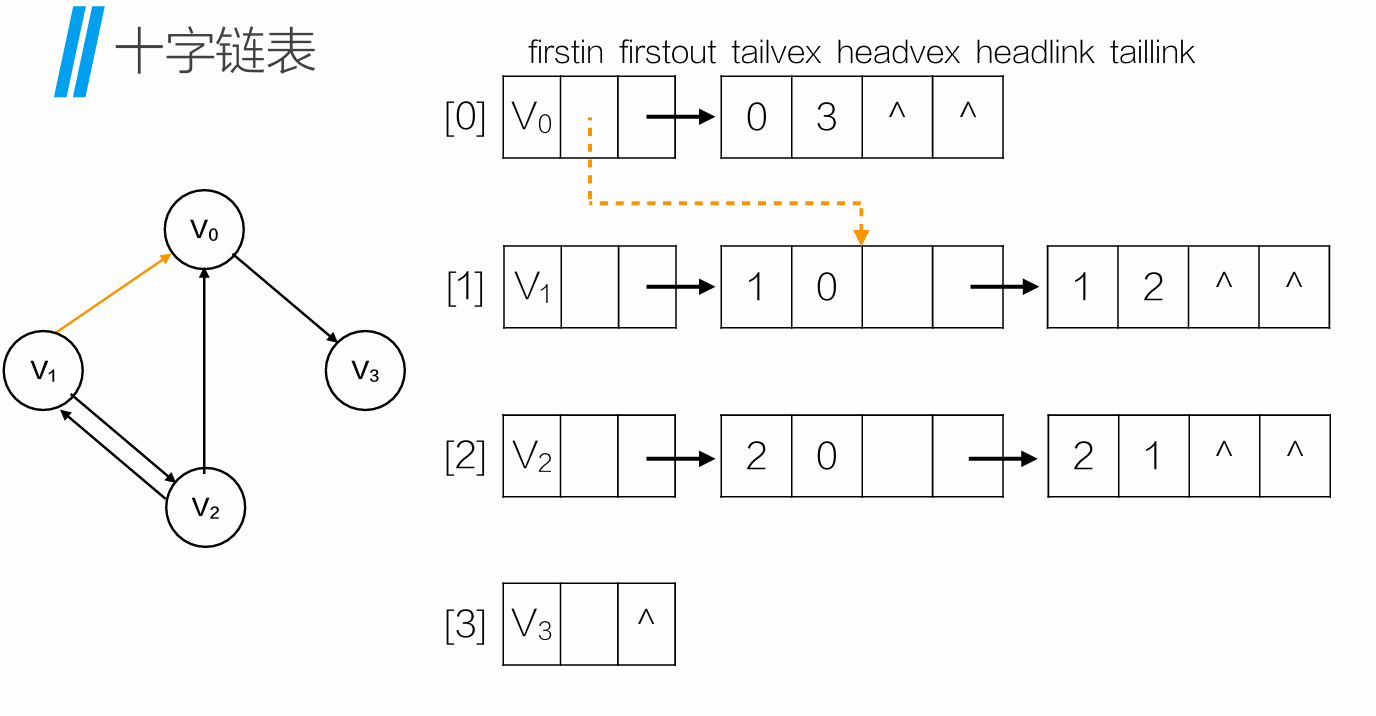 十字链表
firstin firstout tailvex headvex headlink taillink
[0] V₀ 0 3 ^ ^
[1] V₁ 1 0 1 2 ^ ^
[2] V₂ 2 0 2 1 ^ ^
[3] V₃ ^
V₀
V₁ V₃
V₂